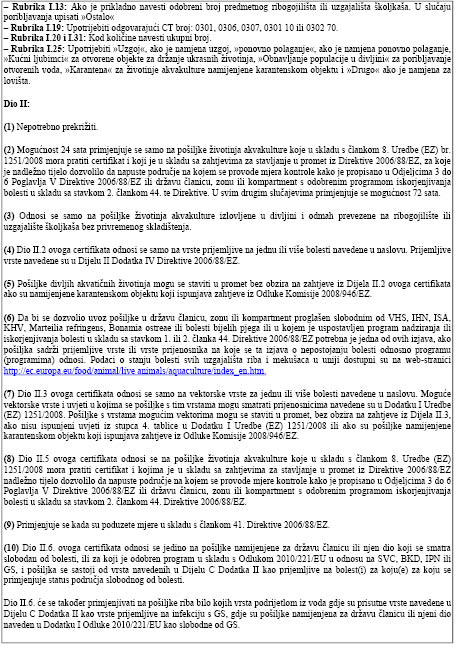 – Rubrika I.13: Ako je prikladno navesti odobreni broj predmetnog ribogojilišta ili uzgajališta školjkaša. U slučaju
poribljavanja upisati »Ostalo«
– Rubrika I.19: Upotrijebiti odgovarajući CT broj: 0301, 0306, 0307, 0301 10 ili 0302 70.
– Rubrika I.20 i I.31: Kod količine navesti ukupni broj.
– Rubrika I.25: Upotrijebiti »Uzgoj«, ako je namjena uzgoj, »ponovno polaganje«, ako je namjena ponovno polaganje,
»Kućni ljubimci« za otvorene objekte za držanje ukrasnih životinja, »Obnavljanje populacije u divljini« za poribljavanje
otvorenih voda, »Karantena« za životinje akvakulture namijenjene karantenskom objektu i »Drugo« ako je namjena za
lovišta.
Dio II:
(1) Nepotrebno prekrižiti.
(2) Mogućnost 24 sata primjenjuje se samo na pošiljke životinja akvakulture koje u skladu s člankom 8. Uredbe (EZ) br.
1251/2008 mora pratiti certifikat i koji je u skladu sa zahtjevima za stavljanje u promet iz Direktive 2006/88/EZ, za koje
je nadležno tijelo dozvolilo da napuste područje na kojem se provode mjera kontrole kako je propisano u Odjeljcima 3 do
6 Poglavlja V Direktive 2006/88/EZ ili državu članicu, zonu ili kompartment s odobrenim programom iskorjenjivanja
bolesti u skladu sa stavkom 2. člankom 44. te Direktive. U svim drugim slučajevima primjenjuje se mogućnost 72 sata.
(3) Odnosi se samo na pošiljke životinja akvakulture izlovljene u divljini i odmah prevezene na ribogojilište ili
uzgajalište školjkaša bez privremenog skladištenja.
(4) Dio II.2 ovoga certifikata odnosi se samo na vrste prijemljive na jednu ili više bolesti navedene u naslovu. Prijemljive
vrste navedene su u Dijelu II Dodatka IV Direktive 2006/88/EZ.
(5) Pošiljke divljih akvatičnih životinja mogu se staviti u promet bez obzira na zahtjeve iz Dijela II.2 ovoga certifikata
ako su namijenjene karantenskom objektu koji ispunjava zahtjeve iz Odluke Komisije 2008/946/EZ.
(6) Da bi se dozvolio uvoz pošiljke u državu članicu, zonu ili kompartment proglašen slobodnim od VHS, IHN, ISA,
KHV, Marteilia refringens, Bonamia ostreae ili bolesti bijelih pjega ili u kojem je uspostavljen program nadziranja ili
iskorjenjivanja bolesti u skladu s stavkom 1. ili 2. članka 44. Direktive 2006/88/EZ potrebna je jedna od ovih izjava, ako
pošiljka sadrži prijemljive vrste ili vrste prijenosnika na koje se ta izjava o nepostojanju bolesti odnosno programu
(programima) odnosi. Podaci o stanju bolesti svih uzgajališta riba i mekušaca u uniji dostupni su na web-stranici
http://ec.europa.eu/food/animal/live animals/aquaculture/index_en.htm.
(7) Dio II.3 ovoga certifikata odnosi se samo na vektorske vrste za jednu ili više bolesti navedene u naslovu. Moguće
vektorske vrste i uvjeti u kojima se pošiljke s tim vrstama mogu smatrati prijenosnicima navedene su u Dodatku I Uredbe
(EZ) 1251/2008. Pošiljke s vrstama mogućim vektorima mogu se staviti u promet, bez obzira na zahtjeve iz Dijela II.3,
ako nisu ispunjeni uvjeti iz stupca 4. tablice u Dodatku I Uredbe (EZ) 1251/2008 ili ako su pošiljke namijenjene
karantenskom objektu koji ispunjava zahtjeve iz Odluke Komisije 2008/946/EZ.
(8) Dio II.5 ovoga certifikata odnosi se na pošiljke životinja akvakulture koje u skladu s člankom 8. Uredbe (EZ)
1251/2008 mora pratiti certifikat i kojima je u skladu sa zahtjevima za stavljanje u promet iz Direktive 2006/88/EZ
nadležno tijelo dozvolilo da napuste područje na kojem se provode mjere kontrole kako je propisano u Odjeljcima 3 do 6
Poglavlja V Direktive 2006/88/EZ ili državu članicu, zonu ili kompartment s odobrenim programom iskorjenjivanja
bolesti u skladu sa stavkom 2. člankom 44. Direktive 2006/88/EZ.
(9) Primjenjuje se kada su poduzete mjere u skladu s člankom 41. Direktive 2006/88/EZ.
(10) Dio II.6. ovoga certifikata odnosi se jedino na pošiljke namijenjene za državu članicu ili njen dio koji se smatra
slobodan od bolesti, ili za koji je odobren program u skladu s Odlukom 2010/221/EU u odnosu na SVC, BKD, IPN ili
GS, i pošiljka se sastoji od vrsta navedenih u Dijelu C Dodatka II kao prijemljive na bolest(i) za koju(e) za koju se
primjenjuje status područja slobodnog od bolesti.
Dio II.6. će se također primjenjivati na pošiljke riba bilo kojih vrsta podrijetlom iz voda gdje su prisutne vrste navedene u
Dijelu C Dodatka II kao vrste prijemljive na infekciju s GS, gdje su pošiljke namijenjena za državu članicu ili njeni dio
naveden u Dodatku I Odluke 2010/221/EU kao slobodne od GS.